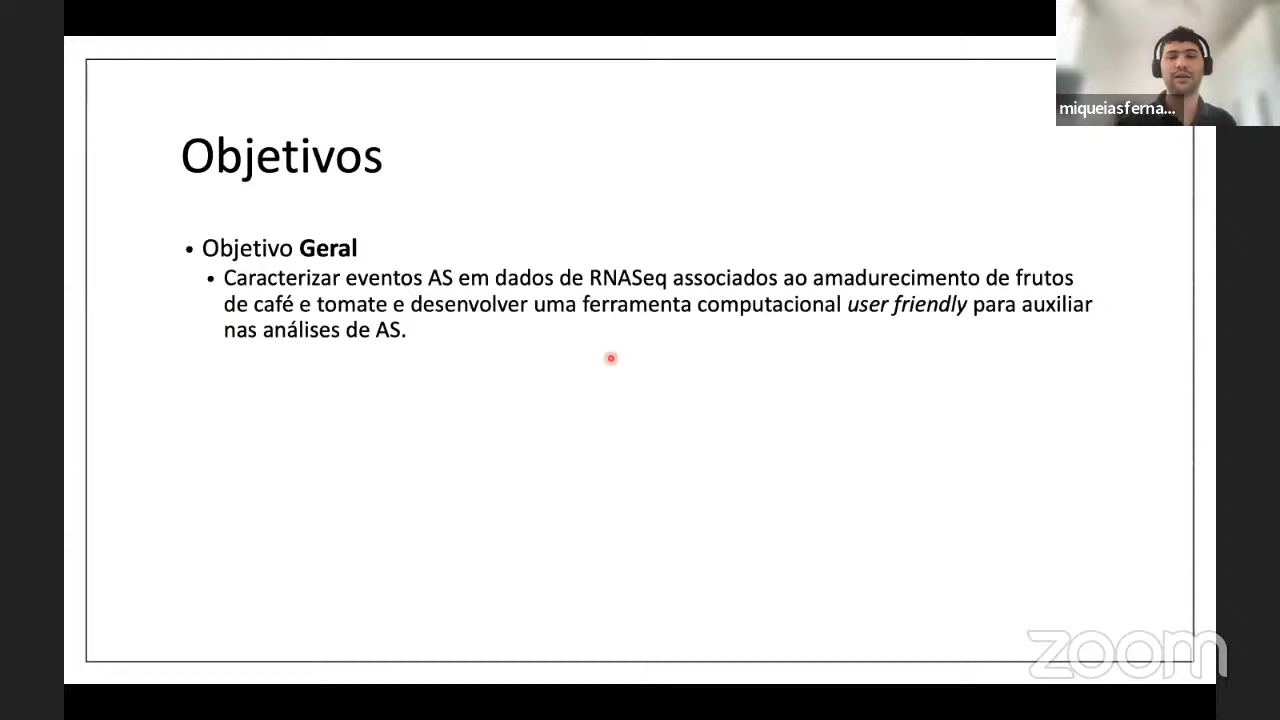 miqueiasferna...
Objetivos
• Objetivo Geral
• Caracterizar eventos AS em dados de RNASeq associados ao amadurecimento de frutos
de café e tomate e desenvolver uma ferramenta computacional user friendly para auxiliar
nas análises de AS.
zoom